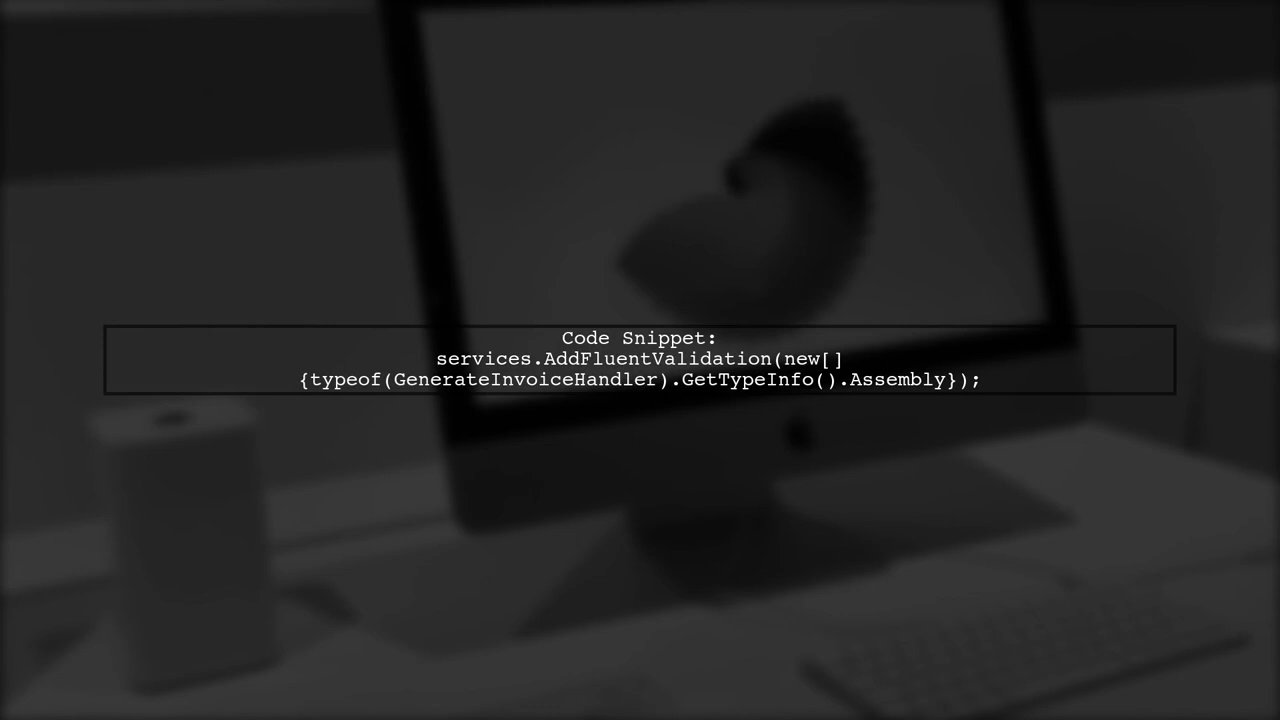 Code Snippet:
services.AddFluentValidation(new[]
{typeof(GenerateInvoiceHandler).GetTypeInfo().Assembly});